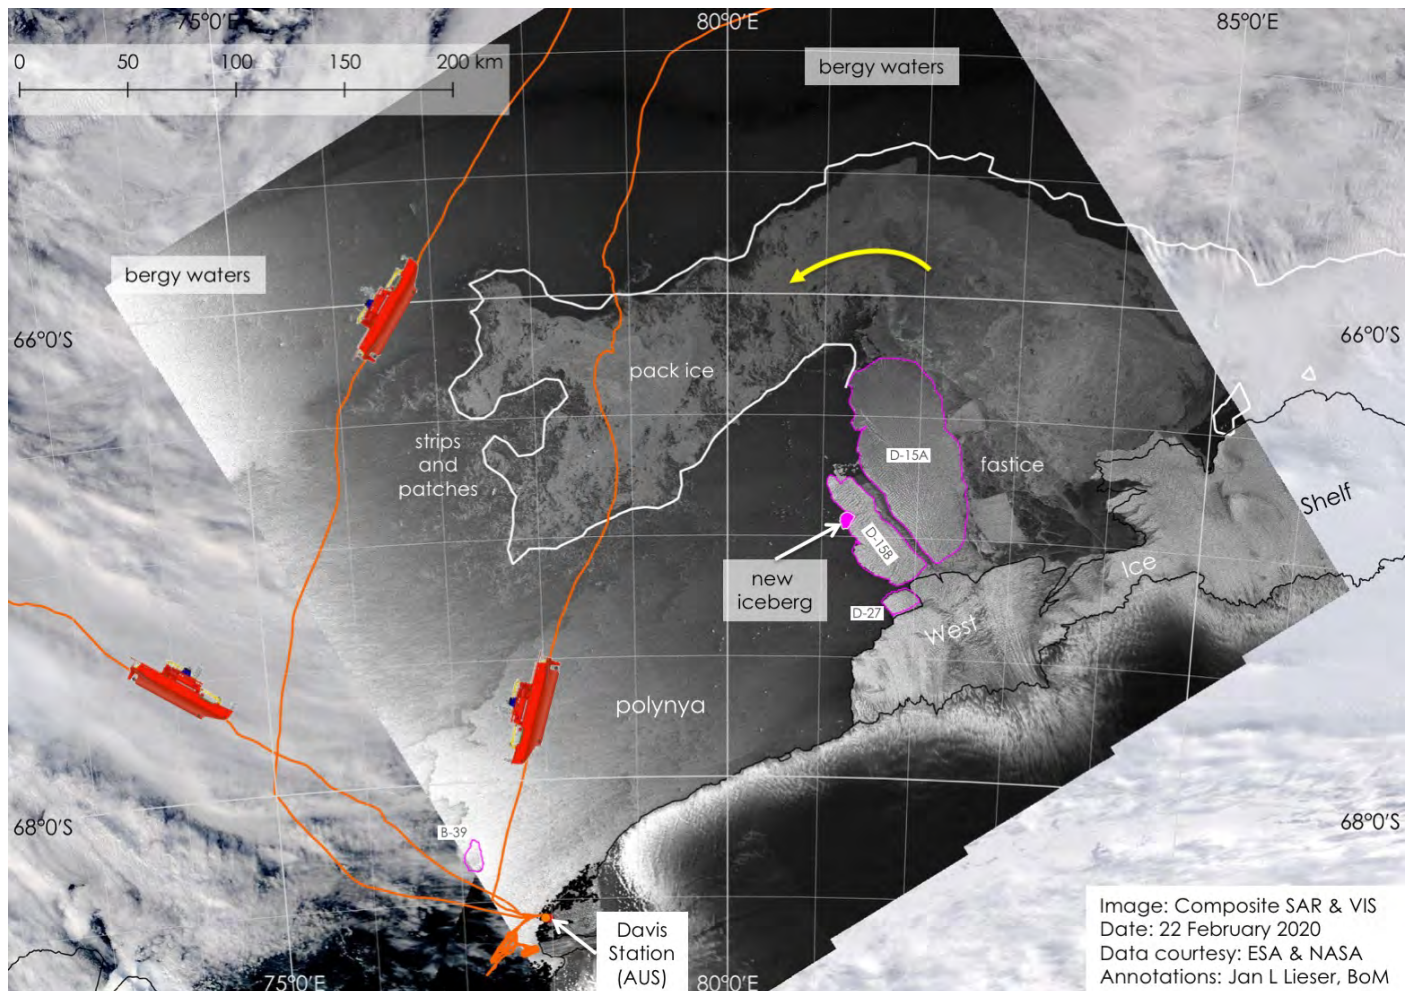 75°0'E
80°0'E
85°0'E
0 50 100 150 200 km
bergy waters
bergy waters
66°0'S
66°0'S
pack ice
strips
and
patches
D-15A
fastice
Shelf
D-15B
Ice
new
iceberg
D-27
West
polynya
68°0'S
68°0'S
B-39
Davis
Station
(AUS)
75°0'E
80°0'E
Image: Composite SAR & VIS
Date: 22 February 2020
Data courtesy: ESA & NASA
Annotations: Jan L Lieser, BoM